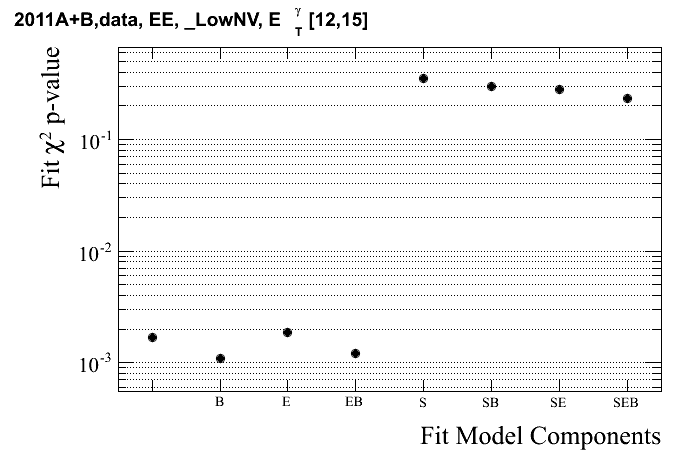 2011A+B,data, EE, _LowNV, E γ T [12,15]
Fit χ² p-value
10⁻¹
10⁻²
10⁻³
B E EB S SB SE SEB
Fit Model Components